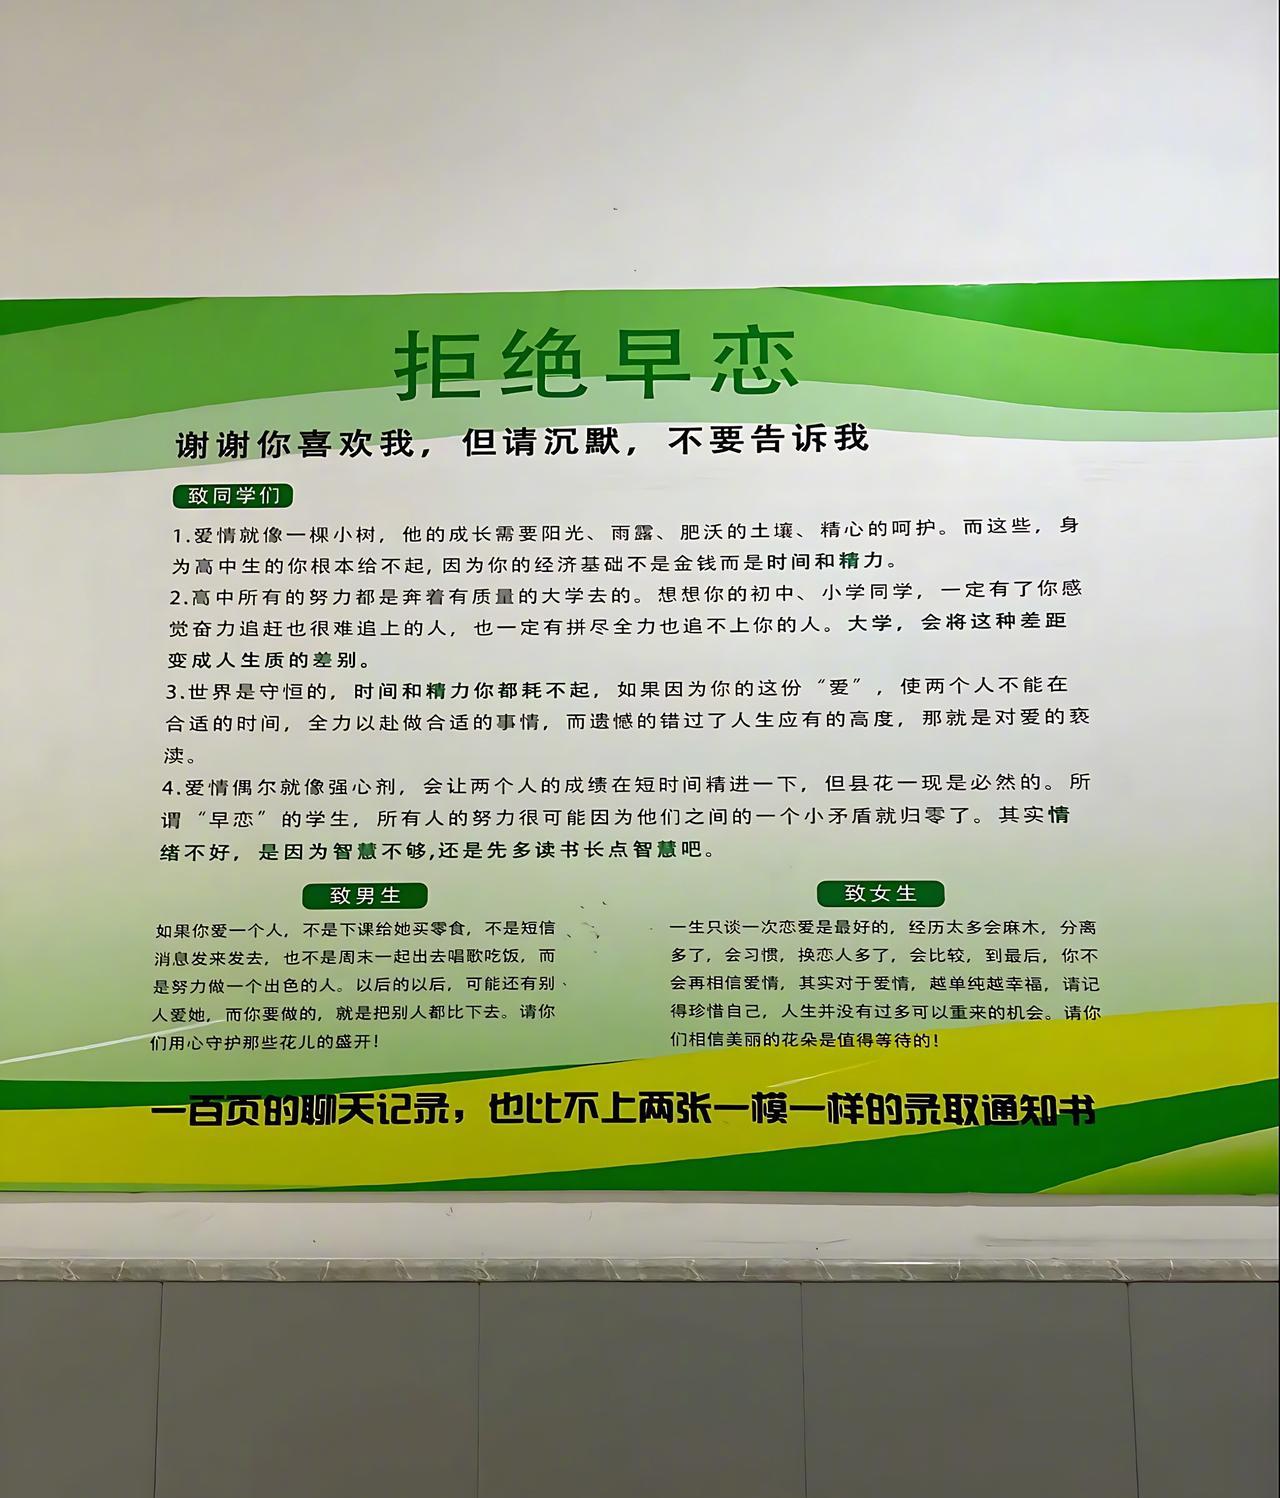 拒绝早恋
谢谢你喜欢我，但请沉默，不要告诉我
致同学们
1.爱情就像一棵小树，他的成长需要阳光、雨露、肥沃的土壤、精心的呵护。而这些，身
为高中生的你根本给不起,因为你的经济基础不是金钱而是时间和精力。
2.高中所有的努力都是奔着有质量的大学去的。想想你的初中、小学同学，一定有了你感
觉奋力追赶也很难追上的人，也一定有拼尽全力也追不上你的人。大学，会将这种差距
变成人生质的差别。
3.世界是守恒的，时间和精力你都耗不起，如果因为你的这份“爱”，使两个人不能在
合适的时间，全力以赴做合适的事情，而遗憾的错过了人生应有的高度，那就是对爱的亵
渎。
4.爱情偶尔就像强心剂，会让两个人的成绩在短时间精进一下，但县花一现是必然的。所
谓“早恋”的学生，所有人的努力很可能因为他们之间的一个小矛盾就归零了。其实情
绪不好，是因为智慧不够,还是先多读书长点智慧吧。
致男生
如果你爱一个人，不是下课给她买零食，不是短信
消息发来发去，也不是周末一起出去唱歌吃饭，而
是努力做一个出色的人。以后的以后，可能还有别
人爱她，而你要做的，就是把别人都比下去。请你
们用心守护那些花儿的盛开！
致女生
一生只谈一次恋爱是最好的，经历太多会麻木，分离
多了，会习惯，换恋人多了，会比较，到最后，你不
会再相信爱情，其实对于爱情，越单纯越幸福，请记
得珍惜自己，人生并没有过多可以重来的机会。请你
们相信美丽的花朵是值得等待的！
一百页的聊天记录，也比不上两张一模一样的录取通知书